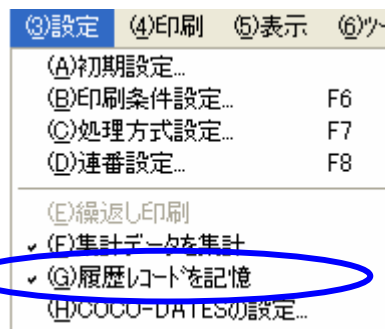 (3)設定 (4)印刷 (5)表示 (6)ツー
(A)初期設定...
(B)印刷条件設定... F6
(C)処理方式設定... F7
(D)連番設定... F8
(E)繰返し印刷
✓ (F)集計データを集計
✓ (G)履歴レコードを記憶
(H)COCO-DATESの設定...